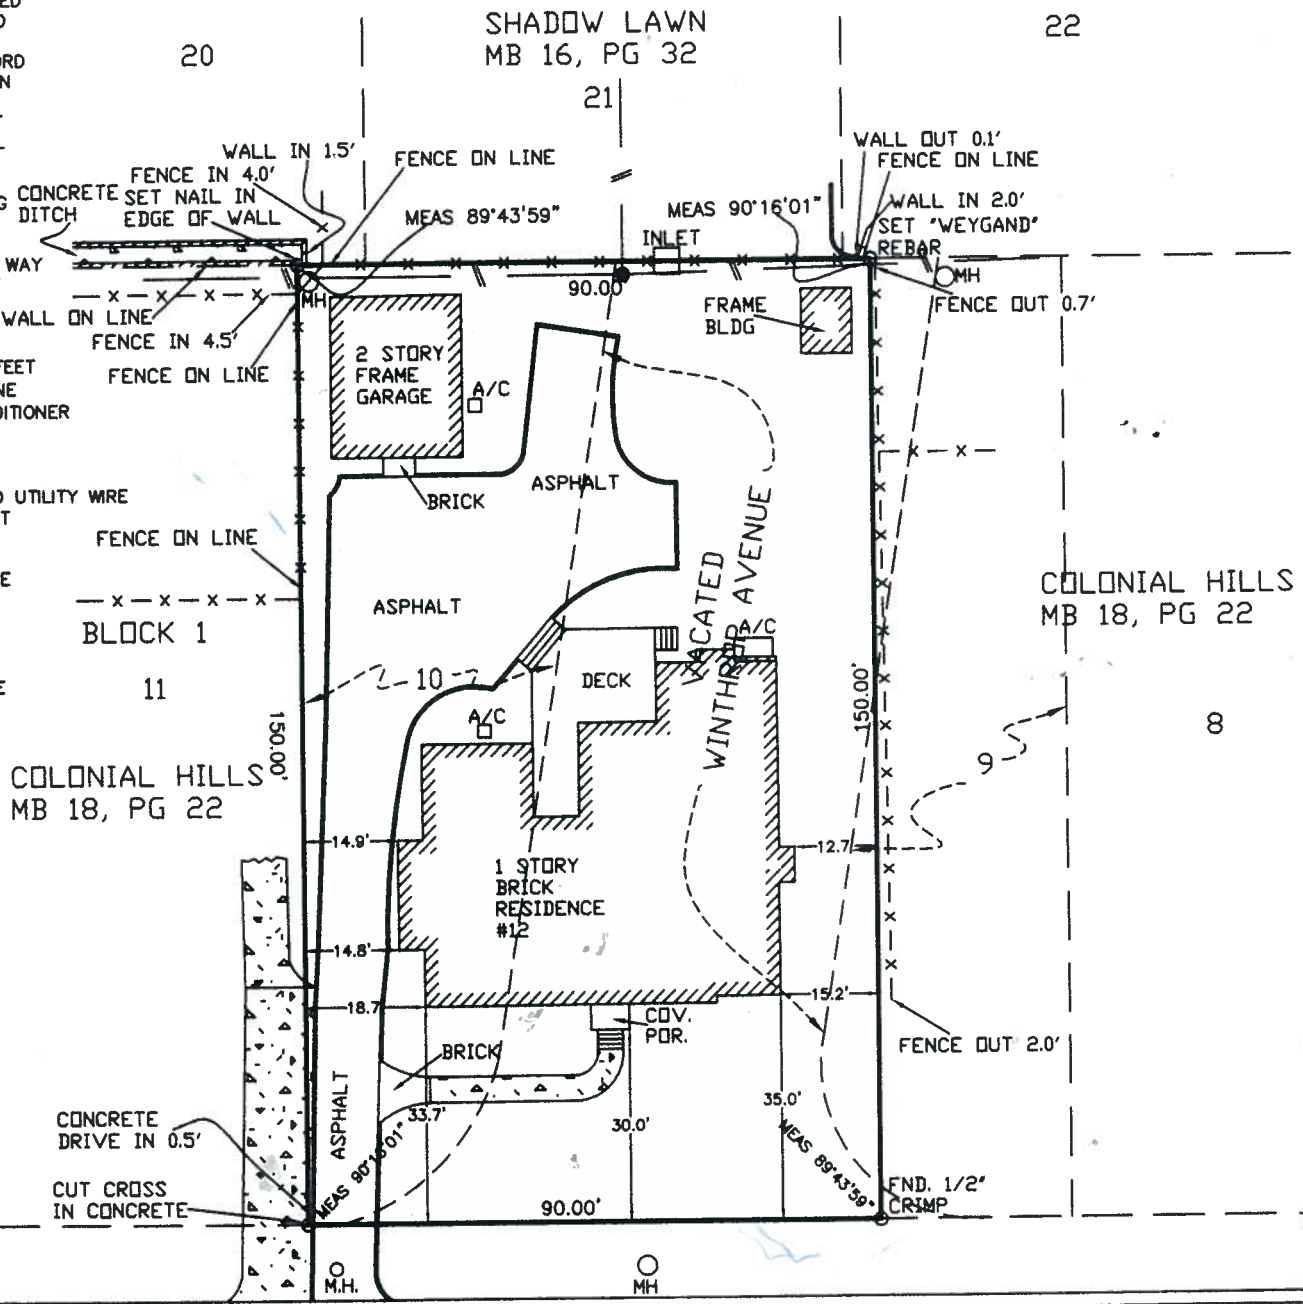 ED
SHADOW LAWN
MB 16, PG 32
20
22
ORD
N
21
WALL IN 1.5'
FENCE ON LINE
WALL OUT 0.1'
FENCE ON LINE
FENCE IN 4.0'
CONCRETE
DITCH
SET NAIL IN
EDGE OF WALL
G
MEAS 89°43'59"
MEAS 90°16'01"
WALL IN 2.0'
SET "WEYGAND"
REBAR
INLET
WAY
MH
90.00'
MH
FENCE OUT 0.7'
FRAME
BLDG
WALL ON LINE
FENCE IN 4.5'
2 STORY
FRAME
GARAGE
FEET
NE
DITIONER
FENCE ON LINE
A/C
ASPHALT
BRICK
UTILITY WIRE
T
FENCE ON LINE
VACATED
WINTHROP AVENUE
E
ASPHALT
COLONIAL HILLS
MB 18, PG 22
BLOCK 1
A/C
10
DECK
E
11
150.00'
150.00'
A/C
8
9
COLONIAL HILLS
MB 18, PG 22
14.9'
12.7'
1 STORY
BRICK
RESIDENCE
#12
14.8'
15.2'
18.7'
COV.
POR.
FENCE OUT 2.0'
BRICK
ASPHALT
33.7'
30.0'
35.0'
CONCRETE
DRIVE IN 0.5'
MEAS 90°16'01"
MEAS 89°43'59"
CUT CROSS
IN CONCRETE
90.00'
FND. 1/2"
CRIMP
M.H.
MH